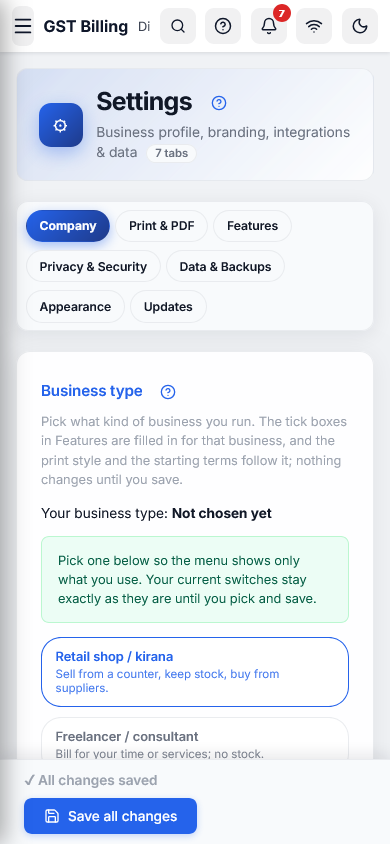 GST Billing Di
7
Settings
Business profile, branding, integrations
& data 7 tabs
Company Print & PDF Features
Privacy & Security Data & Backups
Appearance Updates
Business type
Pick what kind of business you run. The tick boxes
in Features are filled in for that business, and the
print style and the starting terms follow it; nothing
changes until you save.
Your business type: Not chosen yet
Pick one below so the menu shows only
what you use. Your current switches stay
exactly as they are until you pick and save.
Retail shop / kirana
Sell from a counter, keep stock, buy from
suppliers.
Freelancer / consultant
Bill for your time or services; no stock.
✓ All changes saved
Save all changes